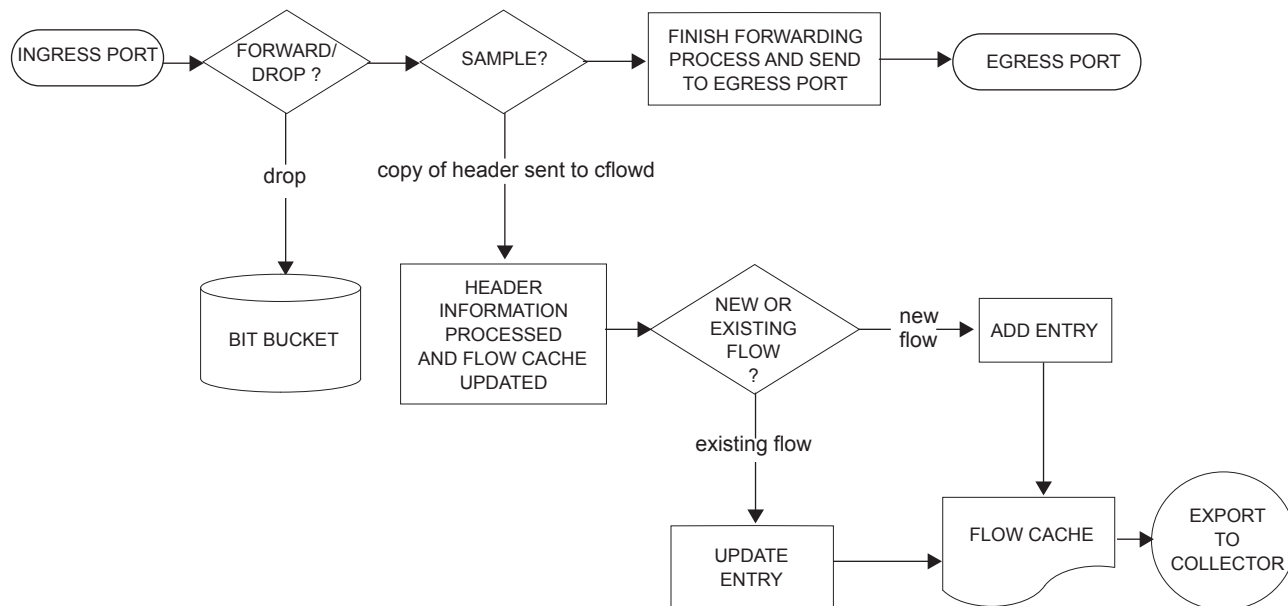 INGRESS PORT
FORWARD/
DROP ?
SAMPLE?
FINISH FORWARDING
PROCESS AND SEND
TO EGRESS PORT
EGRESS PORT
drop
copy of header sent to cflowd
BIT BUCKET
HEADER
INFORMATION
PROCESSED
AND FLOW CACHE
UPDATED
NEW OR
EXISTING
FLOW
?
new
flow
ADD ENTRY
existing flow
UPDATE
ENTRY
FLOW CACHE
EXPORT
TO
COLLECTOR